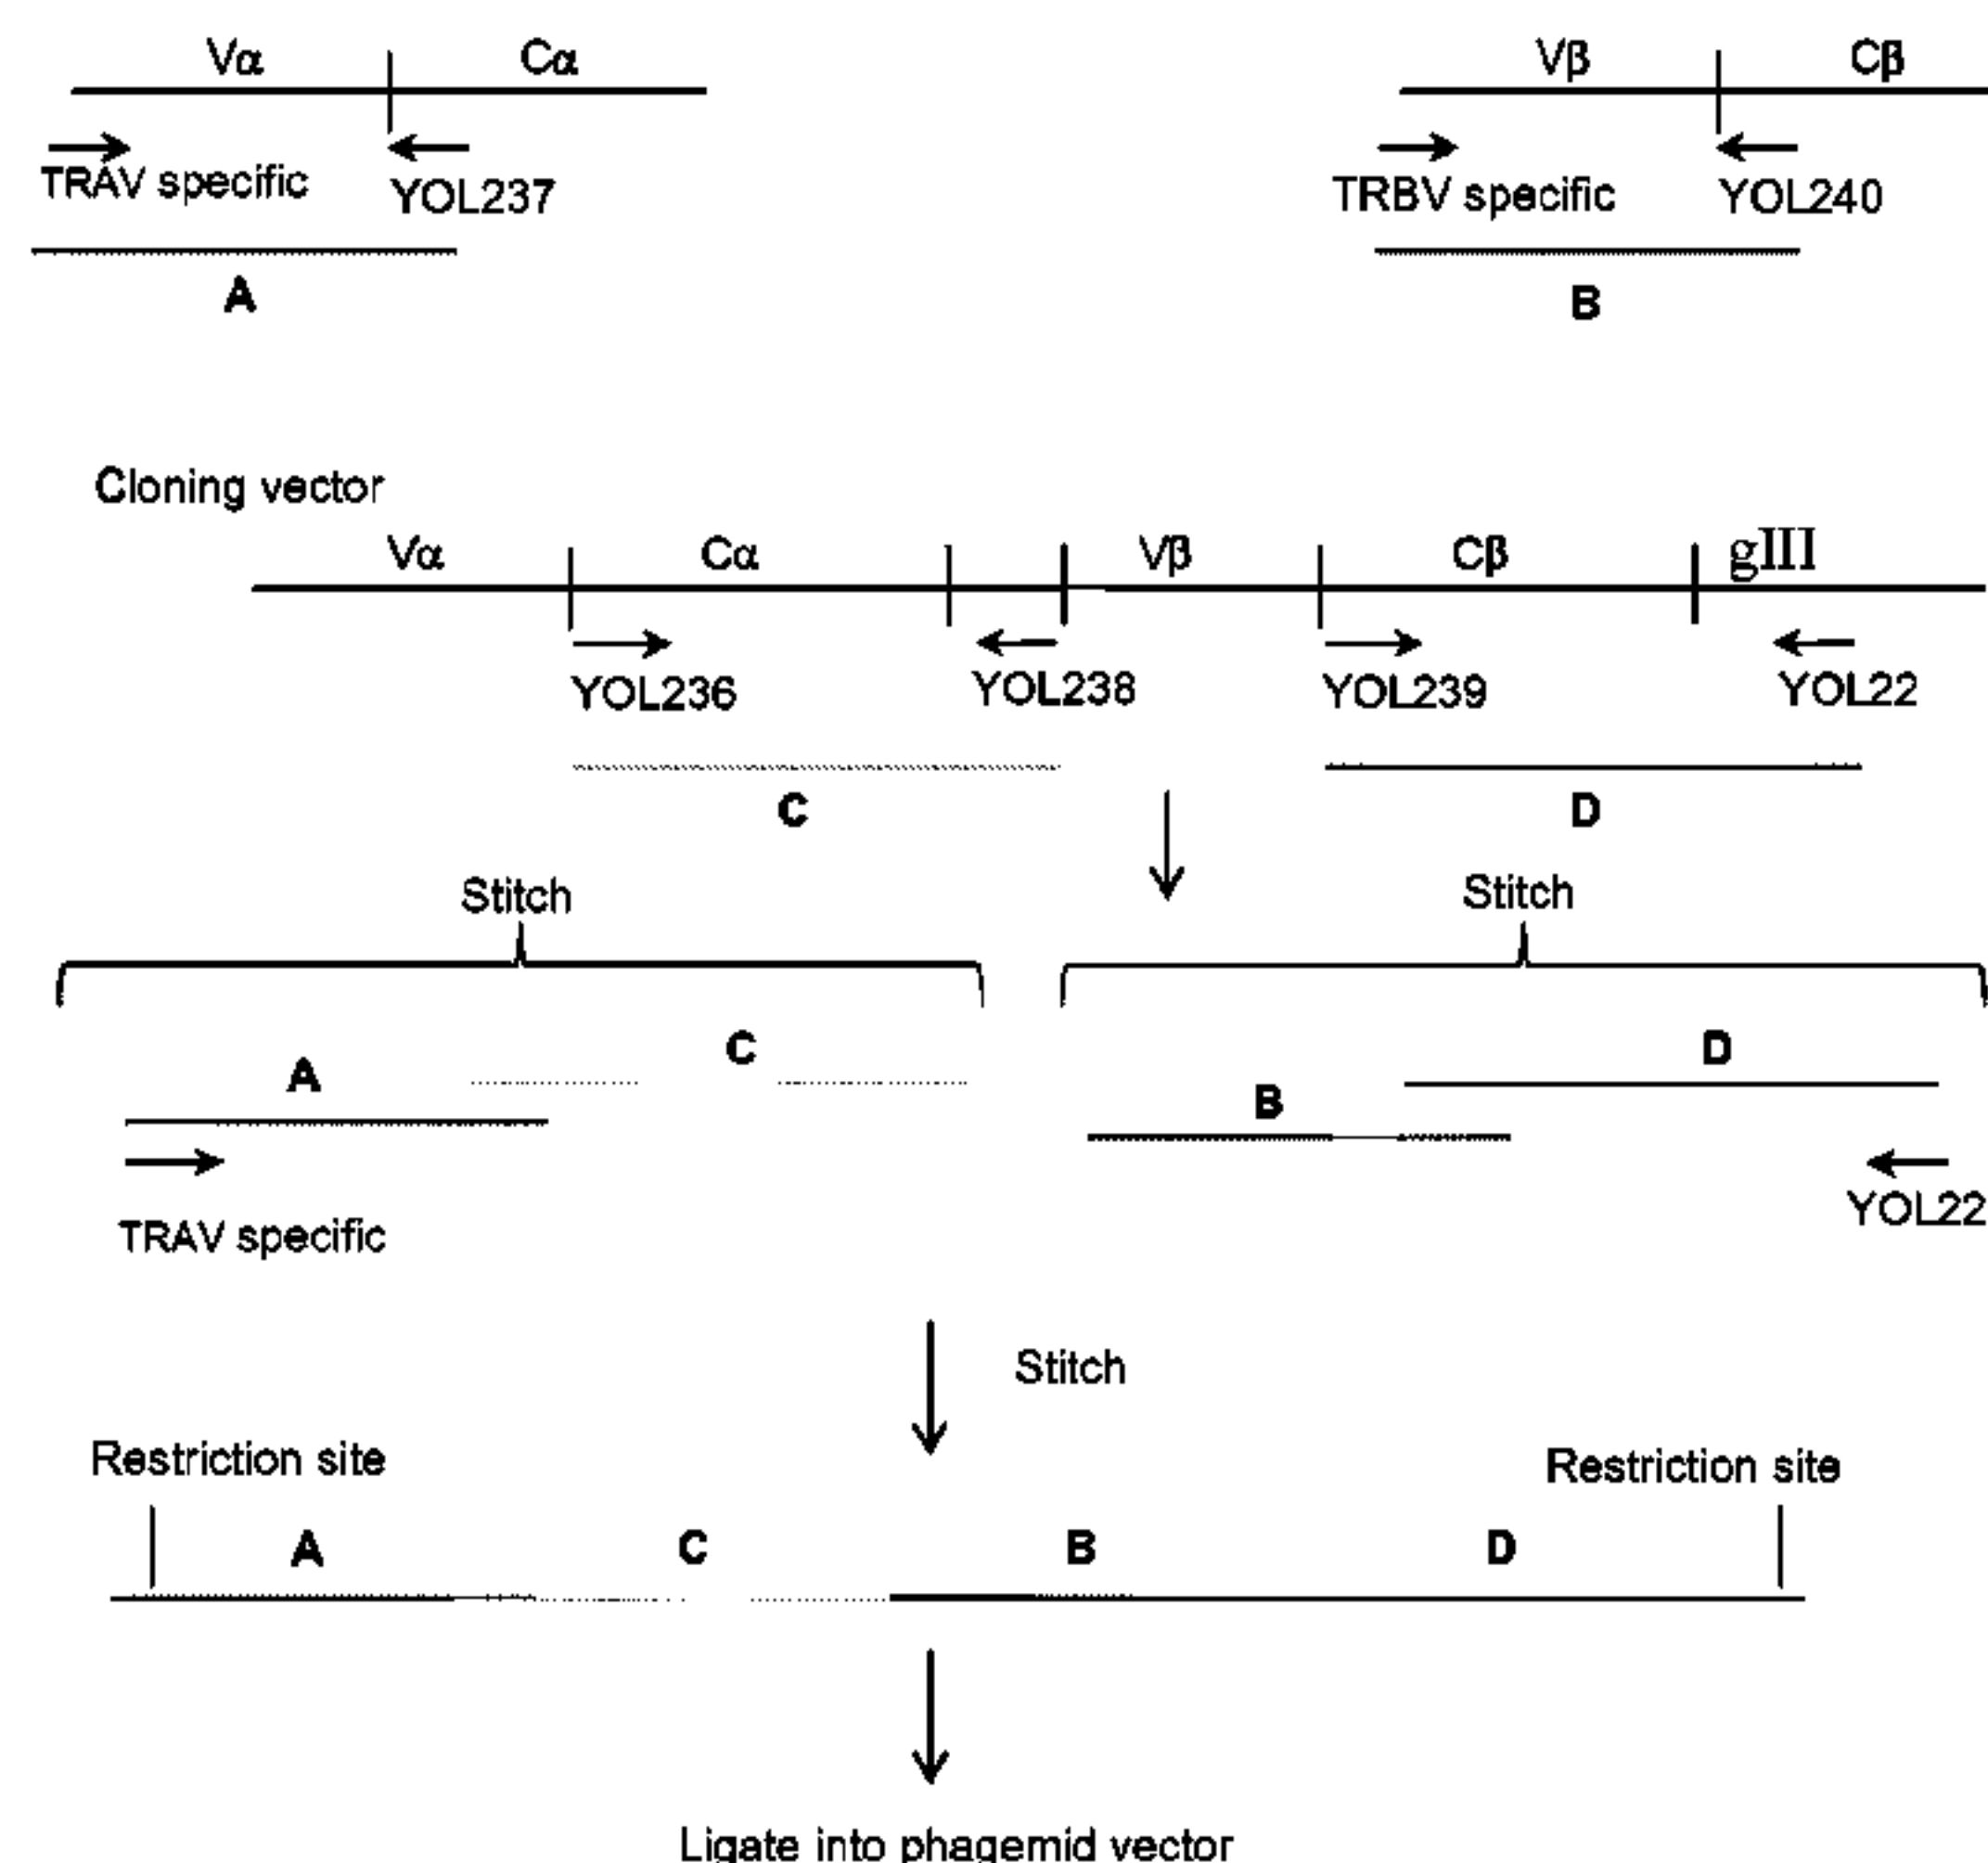 Vα Cα Vβ Cβ
TRAV specific YOL237 TRBV specific YOL240
A B
Cloning vector
Vα Cα Vβ Cβ gIII
YOL236 YOL238 YOL239 YOL22
C D
Stitch Stitch
A C B D
TRAV specific YOL22
Stitch
Restriction site Restriction site
A C B D
Ligate into phagemid vector